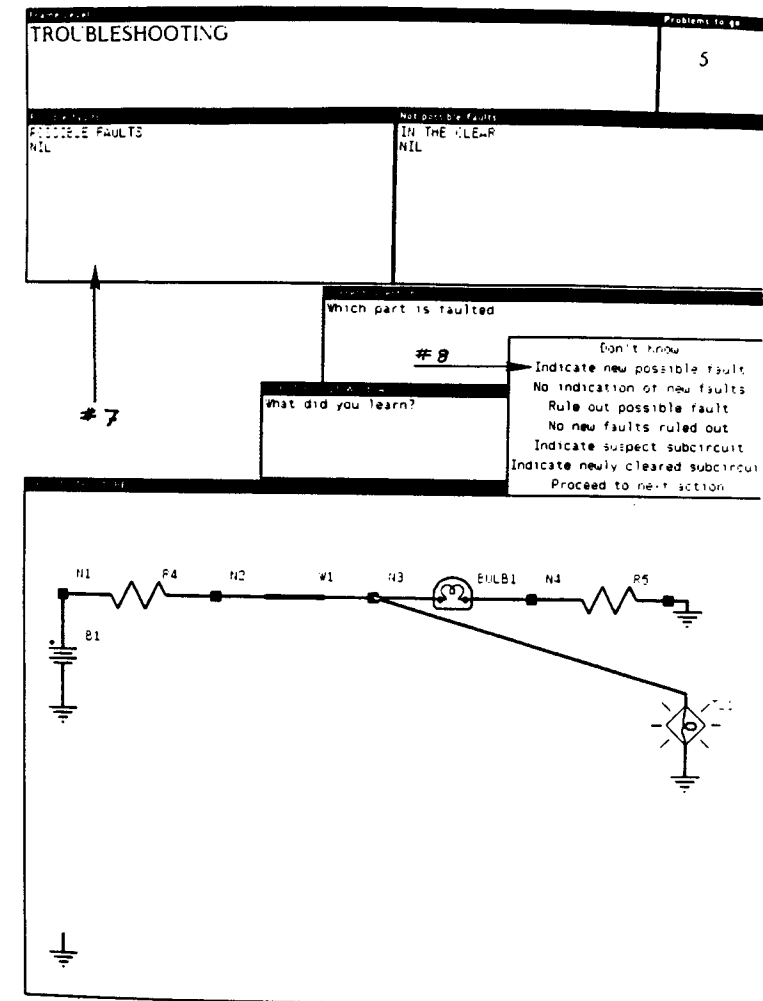 Problems to go
TROUBLESHOOTING
5
Not possible faults
FAULTS
NIL
IN THE CLEAR
NIL
Which part is faulted
# 8
Don't know
Indicate new possible fault
No indication of new faults
Rule out possible fault
No new faults ruled out
Indicate suspect subcircuit
Indicate newly cleared subcircui
Proceed to next action
# 7
What did you learn?
N1 R4 N2 W1 N3 BULB1 N4 R5
B1